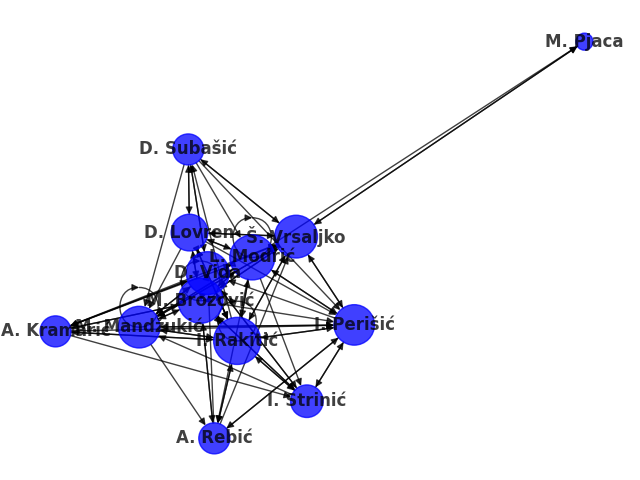 M. Pjaca
D. Subašić
D. Lovren
Š. Vrsaljko
L. Modrić
D. Vida
M. Brozović
A. Kramarić
M. Mandžukić
I. Perišić
I. Rakitić
I. Strinić
A. Rebić